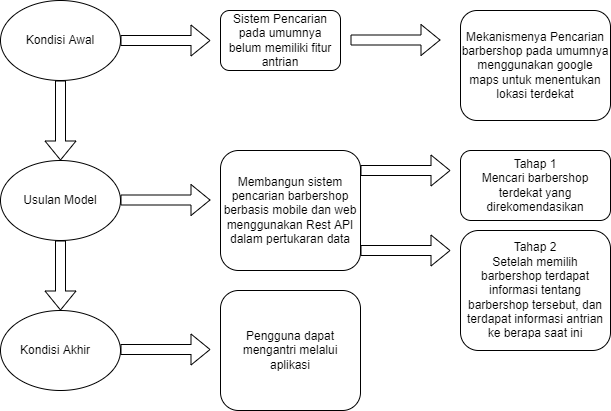 Kondisi Awal
Sistem Pencarian
pada umumnya
belum memiliki fitur
antrian
Mekanismenya Pencarian
barbershop pada umumnya
menggunakan google
maps untuk menentukan
lokasi terdekat
Usulan Model
Membangun sistem
pencarian barbershop
berbasis mobile dan web
menggunakan Rest API
dalam pertukaran data
Tahap 1
Mencari barbershop
terdekat yang
direkomendasikan
Tahap 2
Setelah memilih
barbershop terdapat
informasi tentang
barbershop tersebut, dan
terdapat informasi antrian
ke berapa saat ini
Kondisi Akhir
Pengguna dapat
mengantri melalui
aplikasi